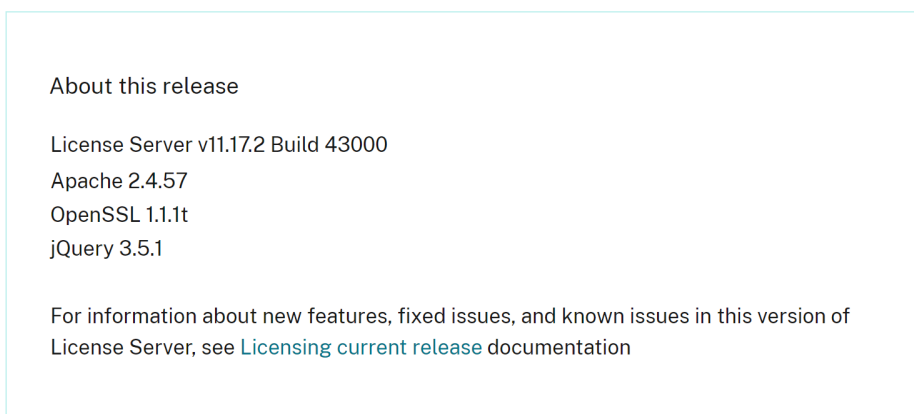 About this release
License Server v11.17.2 Build 43000
Apache 2.4.57
OpenSSL 1.1.1t
jQuery 3.5.1
For information about new features, fixed issues, and known issues in this version of
License Server, see Licensing current release documentation